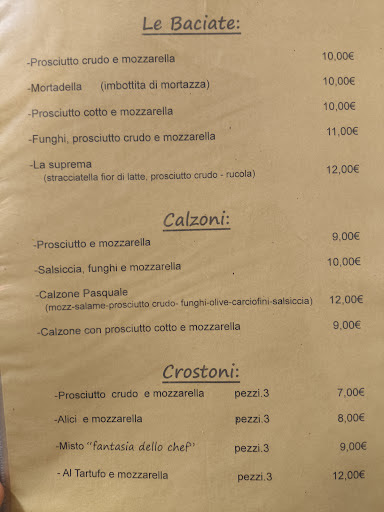 Le Baciate:
-Prosciutto crudo e mozzarella 10,00€
-Mortadella (imbottita di mortazza) 10,00€
-Prosciutto cotto e mozzarella 10,00€
-Funghi, prosciutto crudo e mozzarella 11,00€
-La suprema 12,00€
(stracciatella fior di latte, prosciutto crudo - rucola)
Calzoni:
-Prosciutto e mozzarella 9,00€
-Salsiccia, funghi e mozzarella 10,00€
-Calzone Pasquale 12,00€
(mozz-salame-prosciutto crudo- funghi-olive-carciofini-salsiccia)
-Calzone con prosciutto cotto e mozzarella 9,00€
Crostoni:
-Prosciutto crudo e mozzarella pezzi.3 7,00€
-Alici e mozzarella pezzi.3 8,00€
-Misto "fantasia dello chef" pezzi.3 9,00€
- Al Tartufo e mozzarella pezzi.3 12,00€